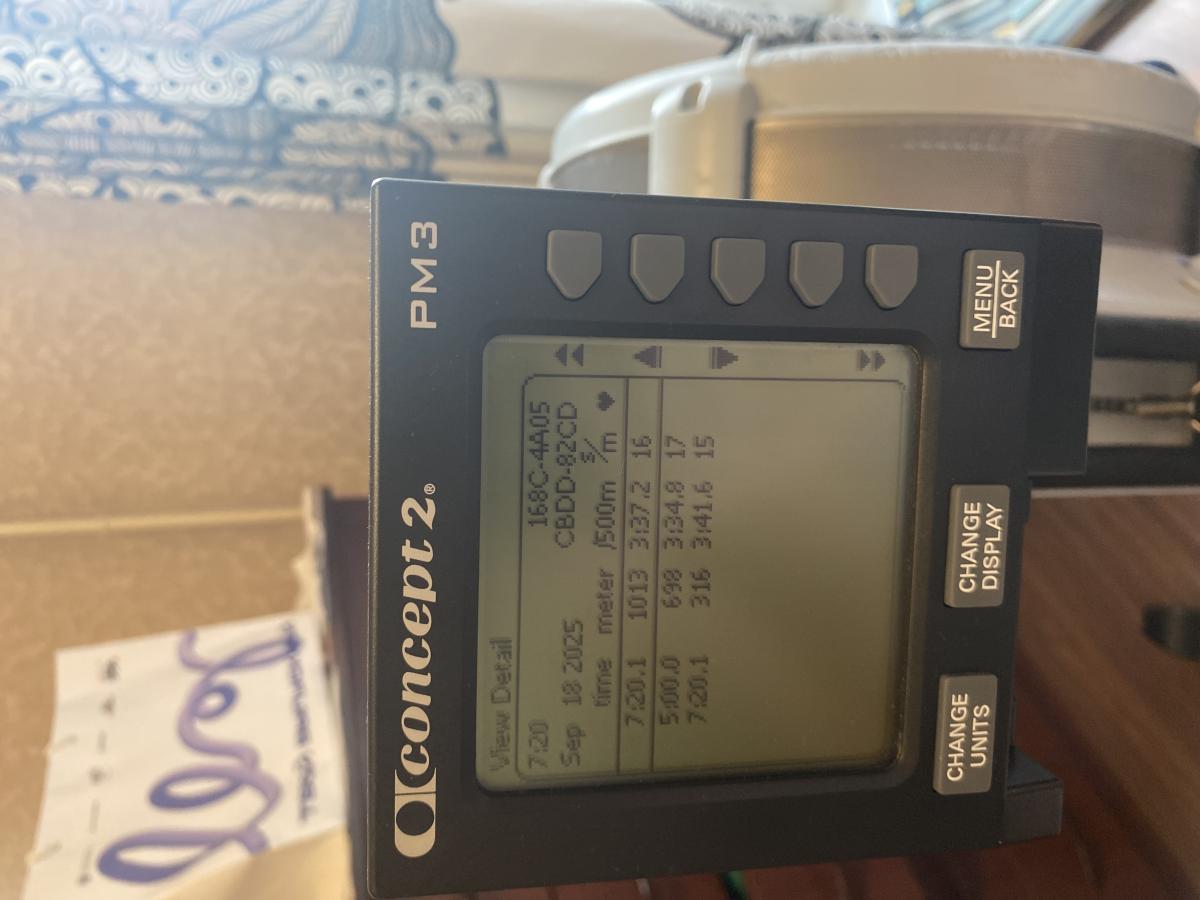 concept 2®
PM3
View Detail
7:20 168C-4A05
Sep 18 2025 CBDD-82CD
time meter /500m s/m ♥
7:20.1 1013 3:37.2 16
5:00.0 698 3:34.8 17
7:20.1 316 3:41.6 15
CHANGE
UNITS
CHANGE
DISPLAY
MENU
BACK